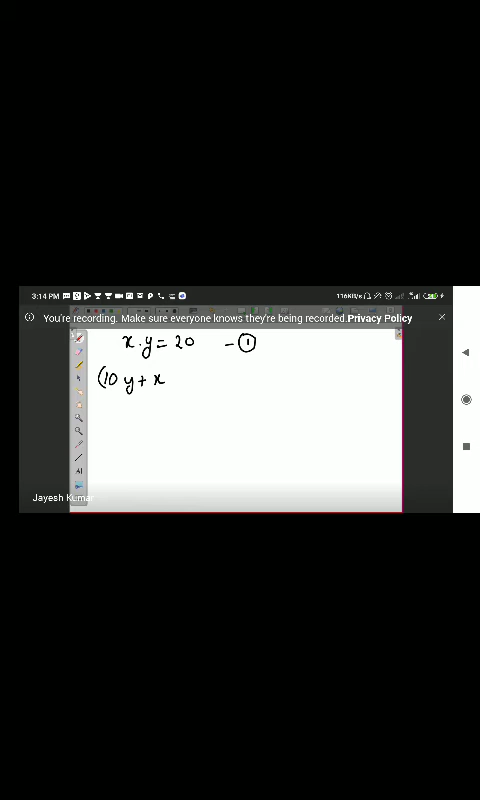 3:14 PM 116KB/s
You're recording. Make sure everyone knows they're being recorded.Privacy Policy
x.y = 20 - ①
(10 y + x
A
Jayesh Kumar